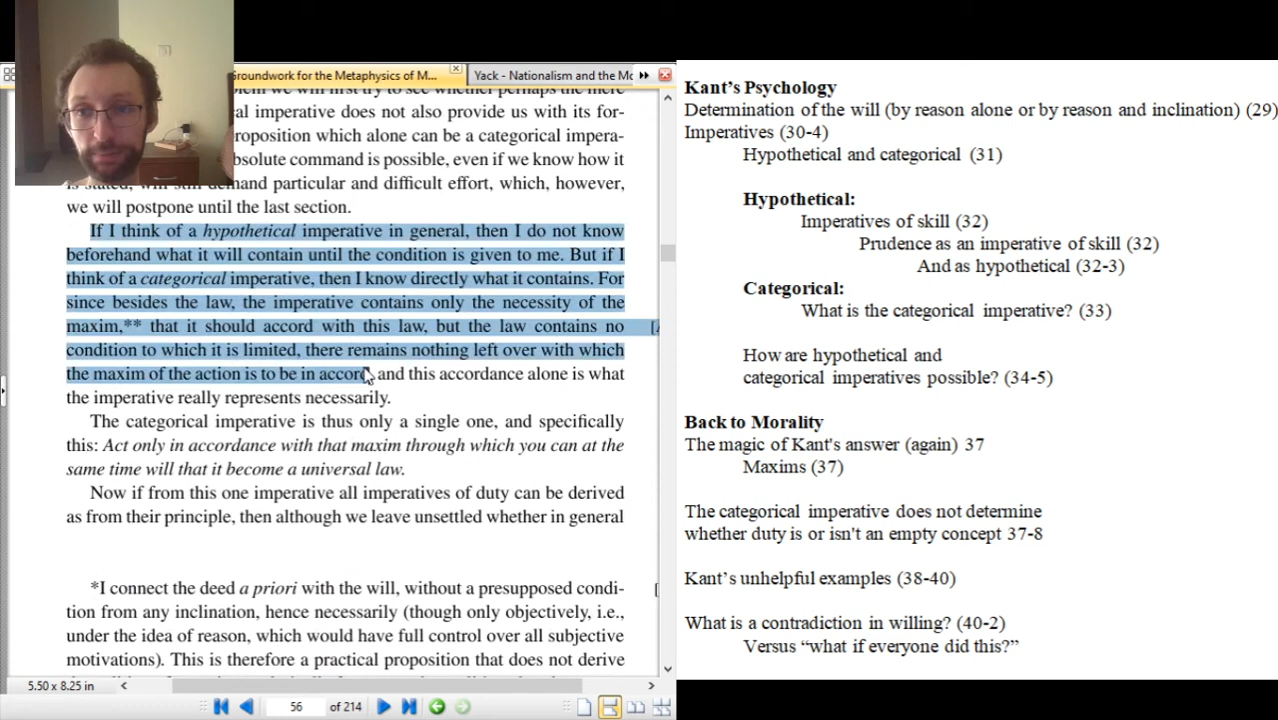 Groundwork for the Metaphysics of M...
Yack - Nationalism and the Mo
cal imperative does not also provide us with its for-
roposition which alone can be a categorical impera-
bsolute command is possible, even if we know how it
demand particular and difficult effort, which, however,
we will postpone until the last section.
If I think of a hypothetical imperative in general, then I do not know
beforehand what it will contain until the condition is given to me. But if I
think of a categorical imperative, then I know directly what it contains. For
since besides the law, the imperative contains only the necessity of the
maxim,** that it should accord with this law, but the law contains no
condition to which it is limited, there remains nothing left over with which
the maxim of the action is to be in accord, and this accordance alone is what
the imperative really represents necessarily.
The categorical imperative is thus only a single one, and specifically
this: Act only in accordance with that maxim through which you can at the
same time will that it become a universal law.
Now if from this one imperative all imperatives of duty can be derived
as from their principle, then although we leave unsettled whether in general
*I connect the deed a priori with the will, without a presupposed condi-
tion from any inclination, hence necessarily (though only objectively, i.e.,
under the idea of reason, which would have full control over all subjective
motivations). This is therefore a practical proposition that does not derive
5.50 x 8.25 in
56
of 214
Kant's Psychology
Determination of the will (by reason alone or by reason and inclination) (29)
Imperatives (30-4)
Hypothetical and categorical (31)
Hypothetical:
Imperatives of skill (32)
Prudence as an imperative of skill (32)
And as hypothetical (32-3)
Categorical:
What is the categorical imperative? (33)
How are hypothetical and
categorical imperatives possible? (34-5)
Back to Morality
The magic of Kant's answer (again) 37
Maxims (37)
The categorical imperative does not determine
whether duty is or isn't an empty concept 37-8
Kant's unhelpful examples (38-40)
What is a contradiction in willing? (40-2)
Versus “what if everyone did this?”